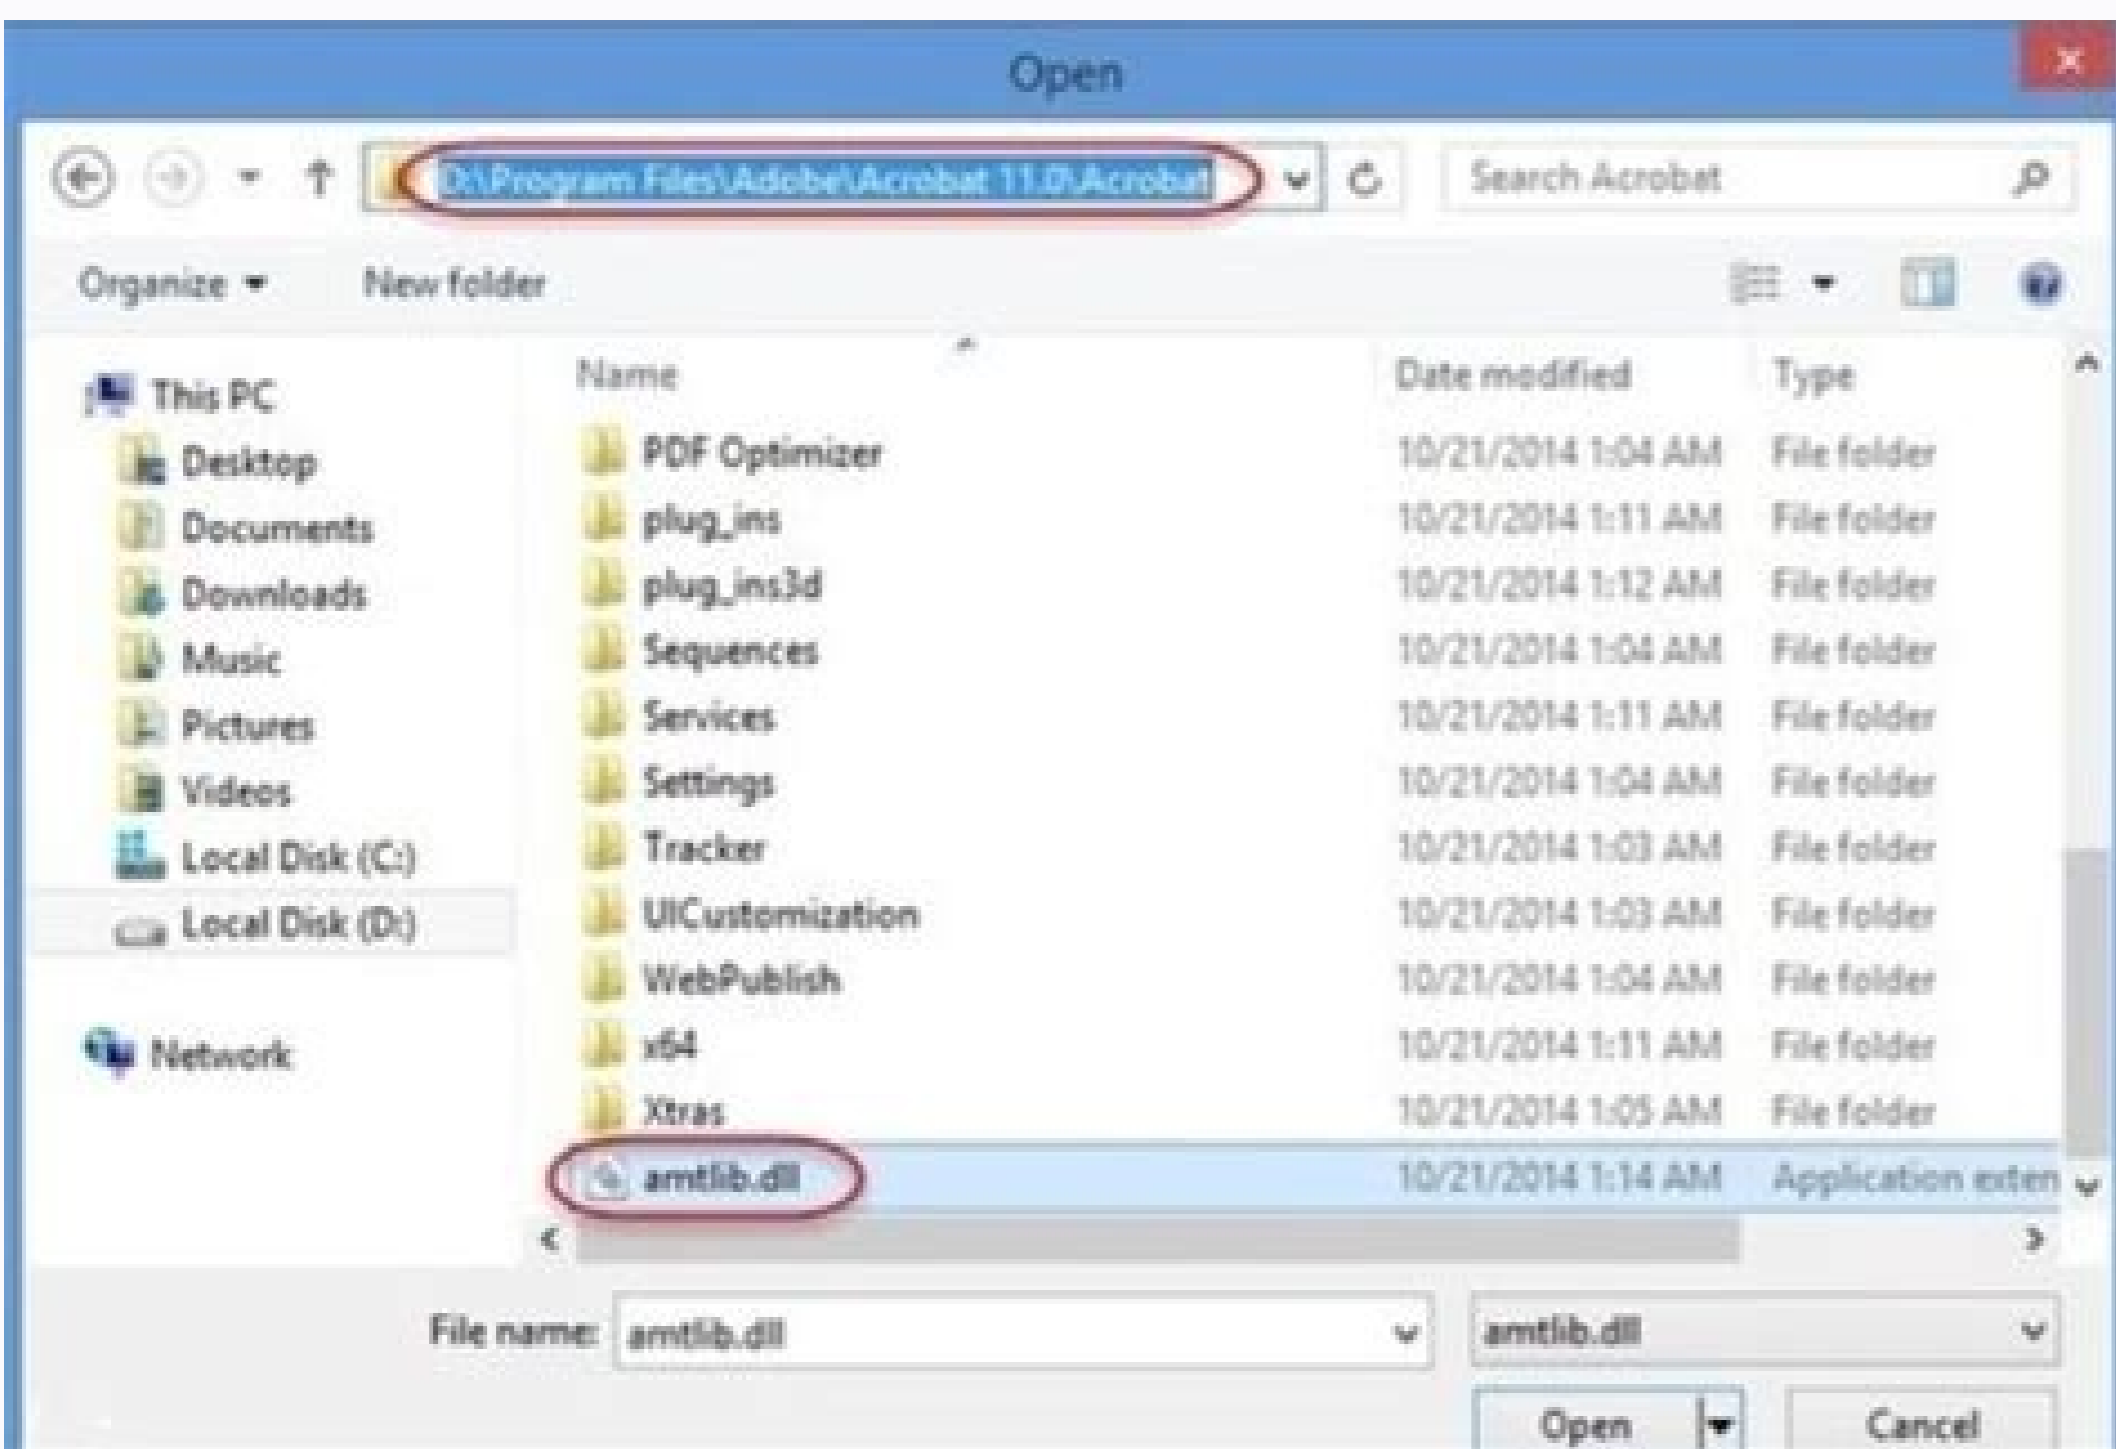 Open
D:\Program Files\Adobe\Acrobat 11.0\Acrobat
Search Acrobat
Organize
New folder
Name
Date modified
Type
This PC
Desktop
Documents
Downloads
Music
Pictures
Videos
Local Disk (C:)
Local Disk (D:)
Network
PDF Optimizer 10/21/2014 1:04 AM File folder
plug_ins 10/21/2014 1:11 AM File folder
plug_ins3d 10/21/2014 1:12 AM File folder
Sequences 10/21/2014 1:04 AM File folder
Services 10/21/2014 1:11 AM File folder
Settings 10/21/2014 1:04 AM File folder
Tracker 10/21/2014 1:03 AM File folder
UICustomization 10/21/2014 1:03 AM File folder
WebPublish 10/21/2014 1:04 AM File folder
x64 10/21/2014 1:11 AM File folder
Xtras 10/21/2014 1:05 AM File folder
amtlib.dll 10/21/2014 1:14 AM Application exten
File name: amtlib.dll
amtlib.dll
Open
Cancel